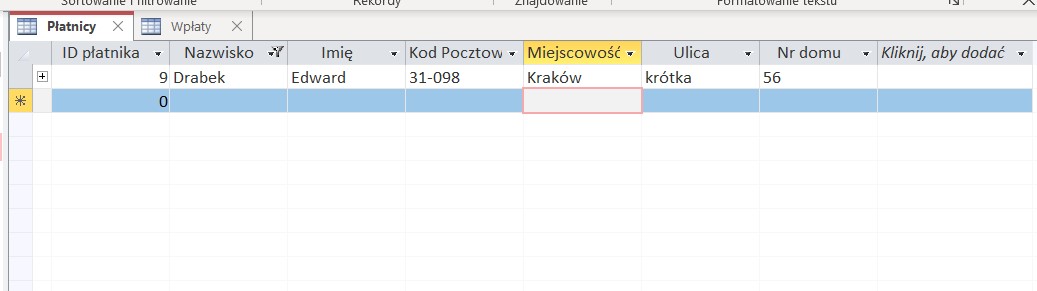 Sortowanie i filtrowanie Rekordy Znajdowanie Formatowanie tekstu
Płatnicy Wpłaty
ID płatnika Nazwisko Imię Kod Pocztow Miejscowość Ulica Nr domu Kliknij, aby dodać
9 Drabek Edward 31-098 Kraków krótka 56
0